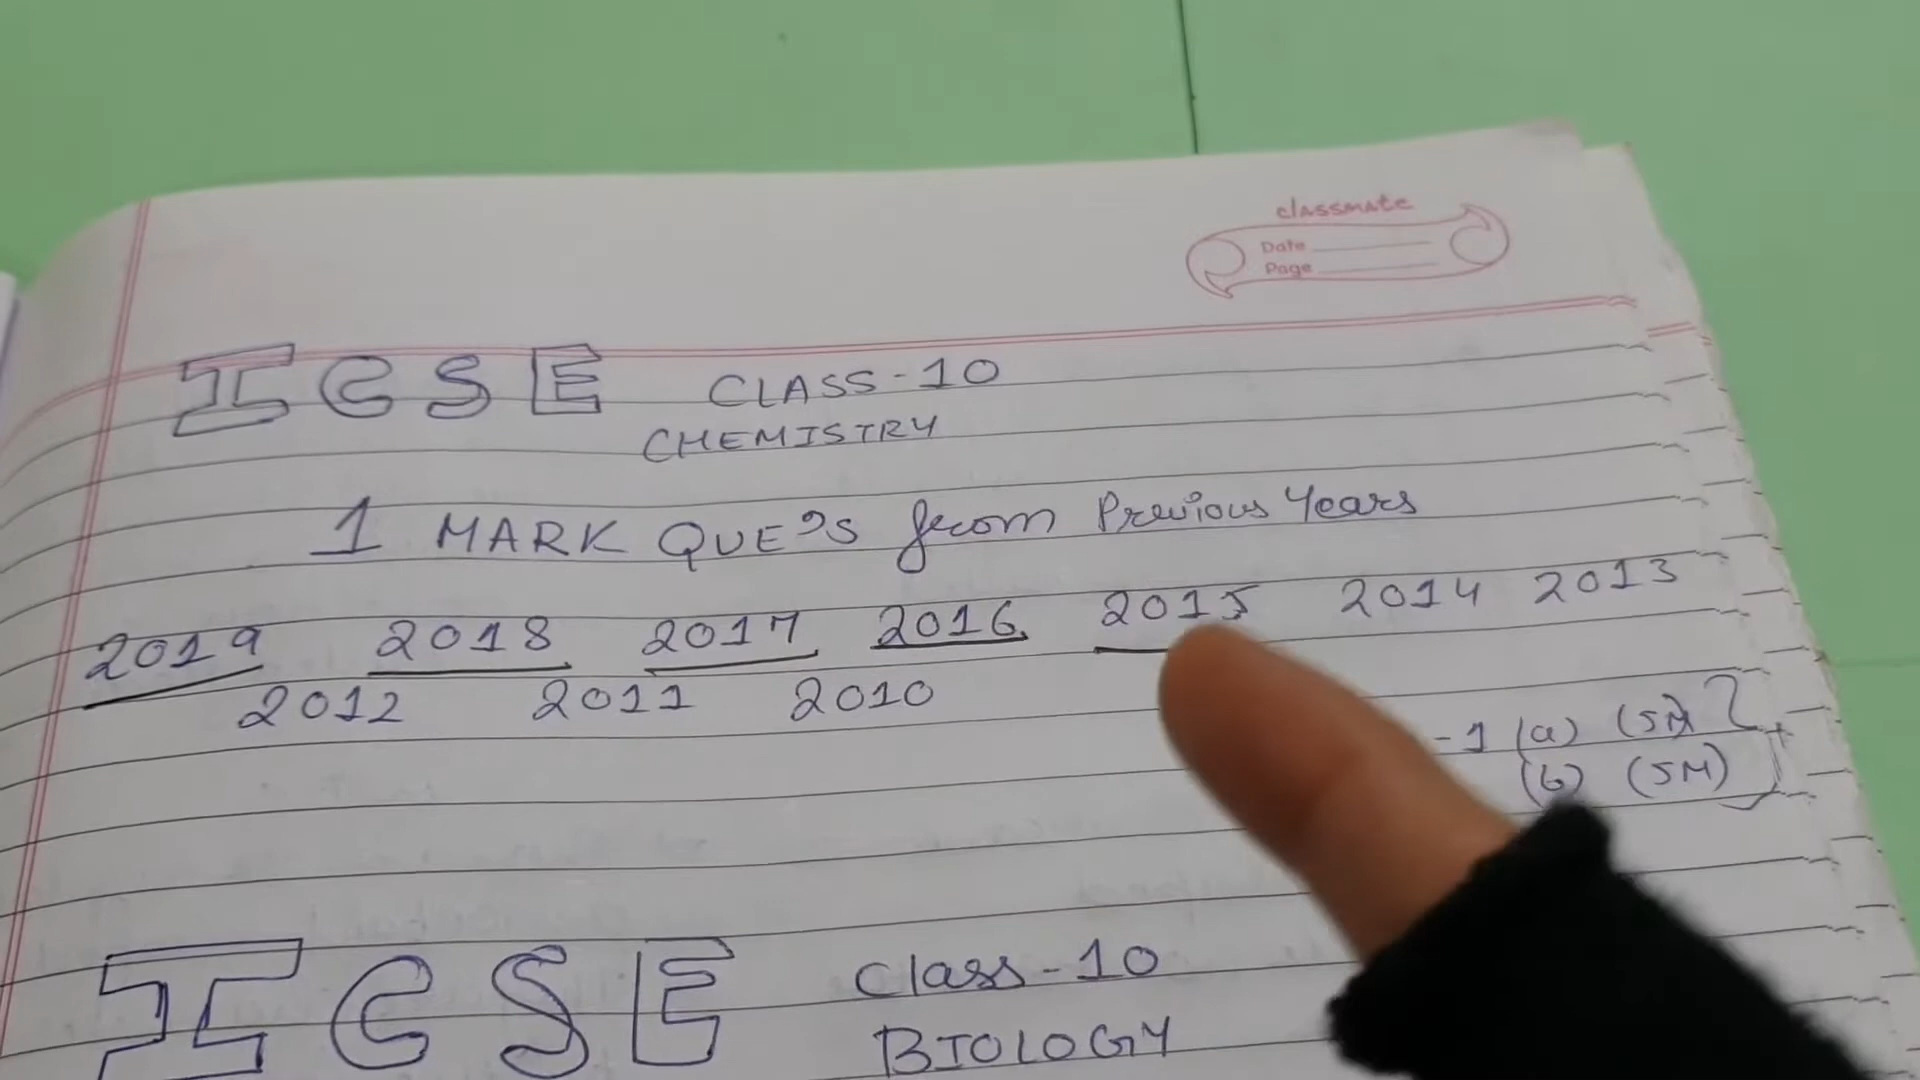 classmate
Date
Page
ICSE CLASS-10
CHEMISTRY
1 MARK QUE'S from Previous Years
2019 2018 2017 2016 2015 2014 2013
2012 2011 2010
-1 (a) (5M)
(b) (5M)
ICSE Class-10
BIOLOGY